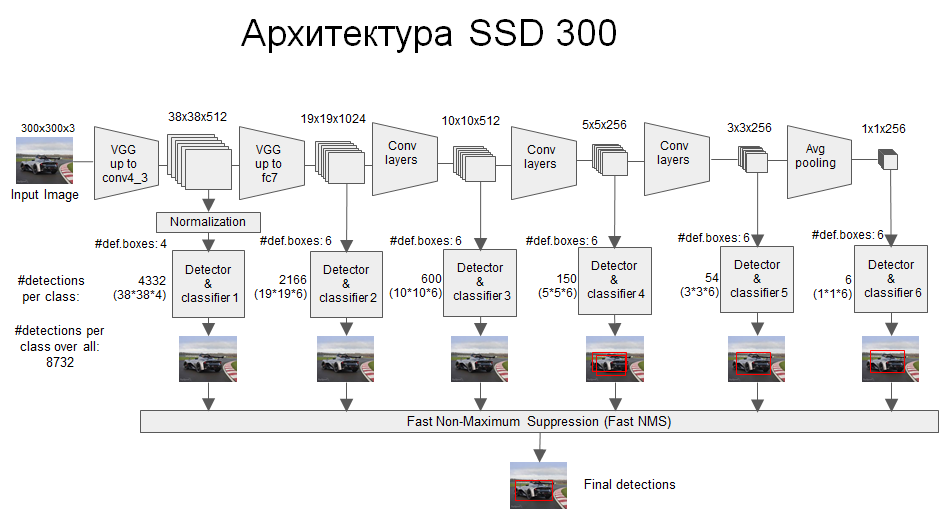 Архитектура SSD 300
300x300x3
38x38x512
19x19x1024
10x10x512
5x5x256
3x3x256
1x1x256
Input Image
VGG
up to
conv4_3
VGG
up to
fc7
Conv
layers
Conv
layers
Conv
layers
Avg
pooling
Normalization
#def.boxes: 4
#def.boxes: 6
#def.boxes: 6
#def.boxes: 6
#def.boxes: 6
#def.boxes: 6
#detections
per class:
4332
(38*38*4)
Detector
&
classifier 1
2166
(19*19*6)
Detector
&
classifier 2
600
(10*10*6)
Detector
&
classifier 3
150
(5*5*6)
Detector
&
classifier 4
54
(3*3*6)
Detector
&
classifier 5
6
(1*1*6)
Detector
&
classifier 6
#detections per
class over all:
8732
Fast Non-Maximum Suppression (Fast NMS)
Final detections